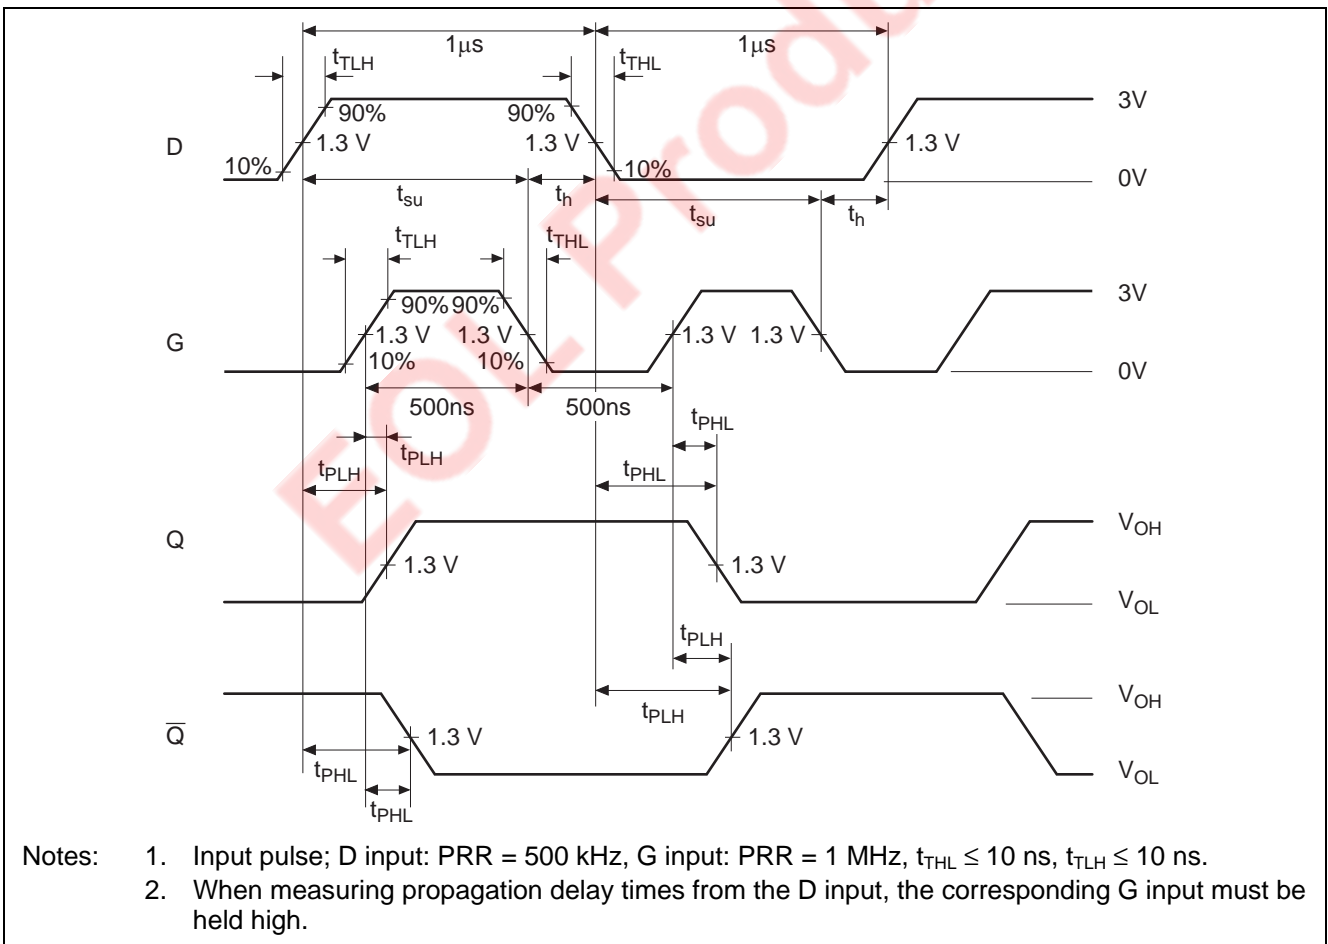 1μs 1μs
tTLH tTHL
90% 90% 3V
D 1.3 V 1.3 V 1.3 V
10% 10% 0V
tsu th tsu th
tTLH tTHL
90% 90% 3V
G 1.3 V 1.3 V 1.3 V 1.3 V
10% 10% 0V
500ns 500ns
tPHL
tPLH
tPLH tPHL
Q VOH
1.3 V 1.3 V
VOL
tPLH
VOH
tPLH
Q̅ 1.3 V 1.3 V
tPHL VOL
tPHL
EOL Produ
Notes: 1. Input pulse; D input: PRR = 500 kHz, G input: PRR = 1 MHz, tTHL ≤ 10 ns, tTLH ≤ 10 ns.
2. When measuring propagation delay times from the D input, the corresponding G input must be
held high.